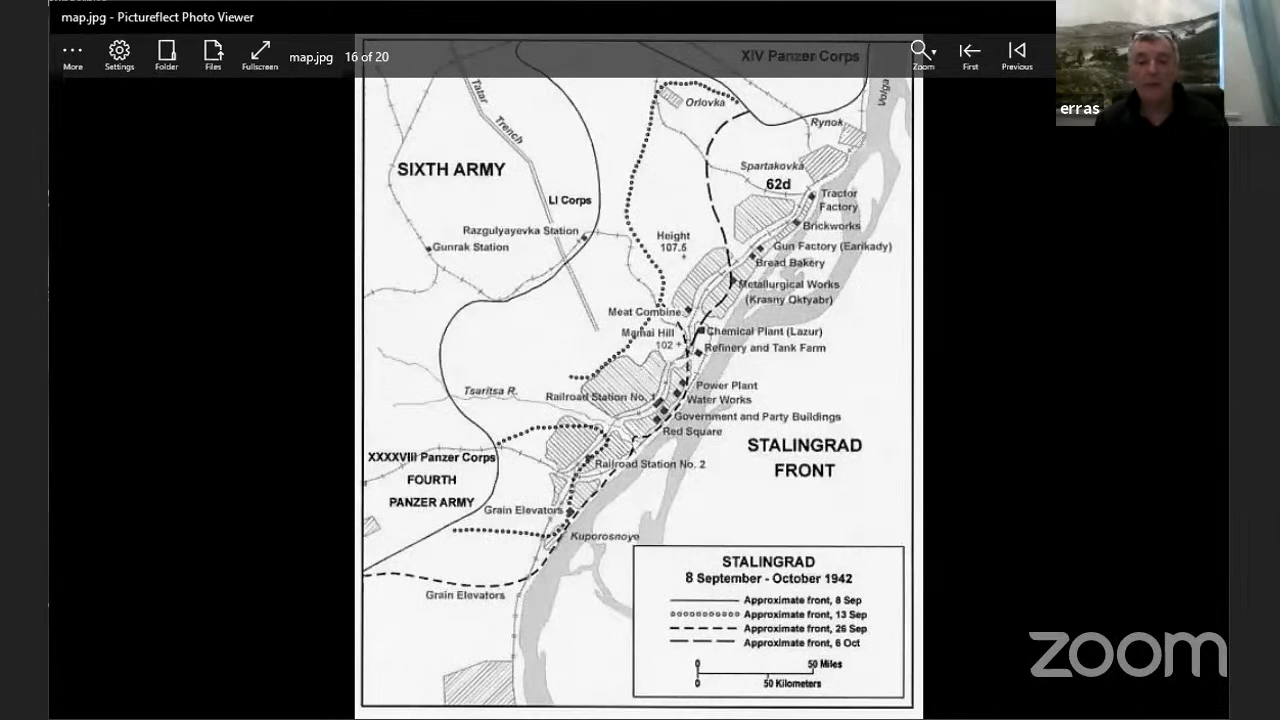 map.jpg - Pictureflect Photo Viewer
More
Settings
Folder
Files
Fullscreen
map.jpg
16 of 20
Zoom
First
Previous
erras
XIV Panzer Corps
Volga
Tatar
Trench
Orlovka
Rynok
SIXTH ARMY
Spartakovka
62d
LI Corps
Tractor
Factory
Razgulyayevka Station
Brickworks
Gunrak Station
Height
107.5
Gun Factory (Earikady)
Bread Bakery
Metallurgical Works
(Krasny Oktyabr)
Meat Combine
Mamai Hill
102
Chemical Plant (Lazur)
Refinery and Tank Farm
Tsaritsa R.
Power Plant
Railroad Station No. 1
Water Works
Government and Party Buildings
Red Square
STALINGRAD
FRONT
XXXXVIII Panzer Corps
FOURTH
PANZER ARMY
Railroad Station No. 2
Grain Elevators
Kuporosnoye
Grain Elevators
STALINGRAD
8 September - October 1942
Approximate front, 8 Sep
Approximate front, 13 Sep
Approximate front, 26 Sep
Approximate front, 6 Oct
0
50 Miles
0
50 Kilometers
zoom